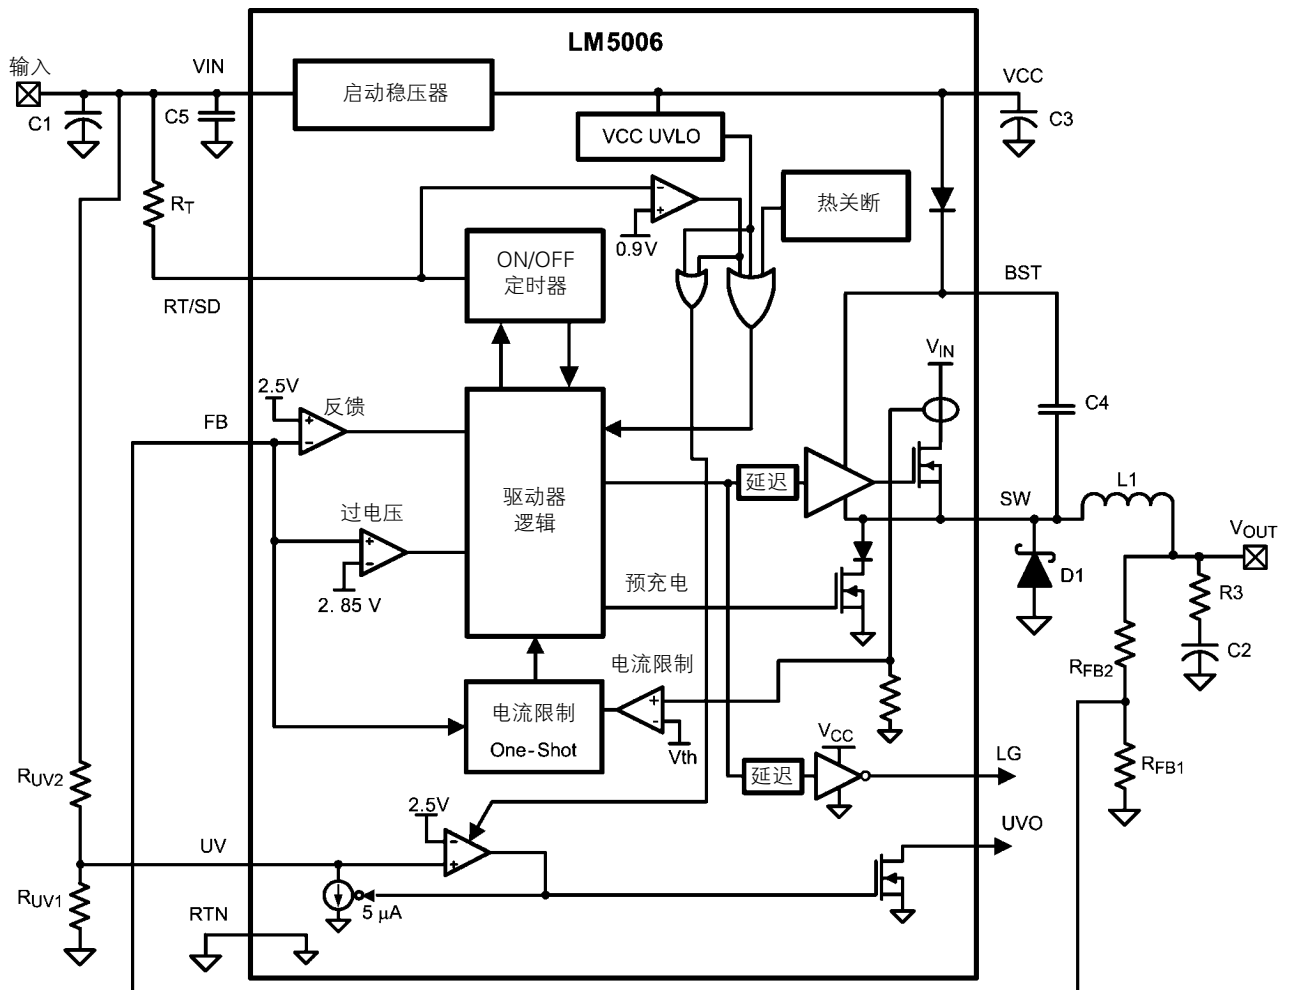 LM5006
输入
VIN
启动稳压器
VCC
C1
C5
C3
VCC UVLO
RT
热关断
0.9V
ON/OFF
定时器
RT/SD
BST
VIN
2.5V
反馈
FB
C4
延迟
SW
L1
驱动器
逻辑
过电压
VOUT
2.85 V
预充电
D1
R3
C2
电流限制
RFB2
电流限制
One-Shot
Vth
VCC
LG
RFB1
延迟
RUV2
2.5V
UVO
UV
RUV1
5 μA
RTN